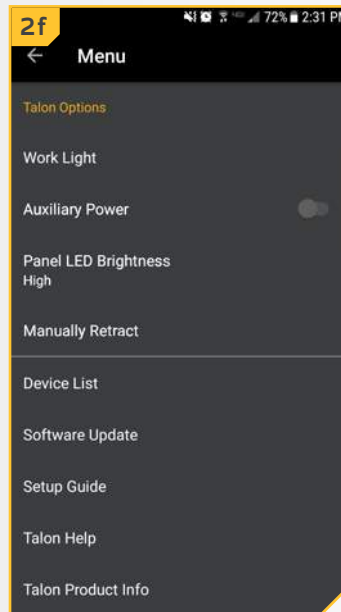 2f
72% 2:31 PM
Menu
Talon Options
Work Light
Auxiliary Power
Panel LED Brightness
High
Manually Retract
Device List
Software Update
Setup Guide
Talon Help
Talon Product Info